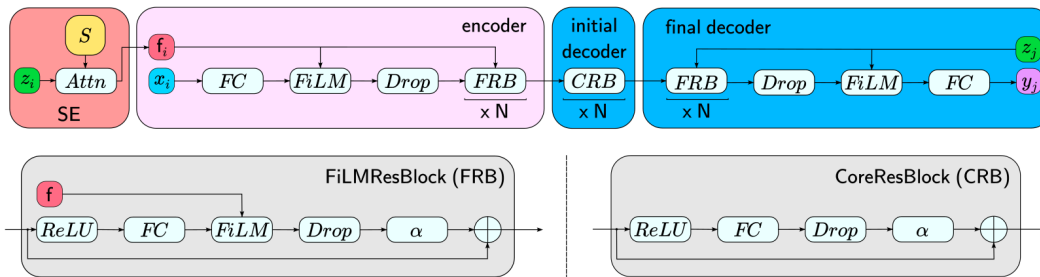 S
z_i
Attn
SE
encoder
f_i
x_i
FC
FiLM
Drop
FRB
x N
initial
decoder
CRB
x N
final decoder
z_j
FRB
Drop
FiLM
FC
y_j
x N
FiLMResBlock (FRB)
f
ReLU
FC
FiLM
Drop
α
CoreResBlock (CRB)
ReLU
FC
Drop
α